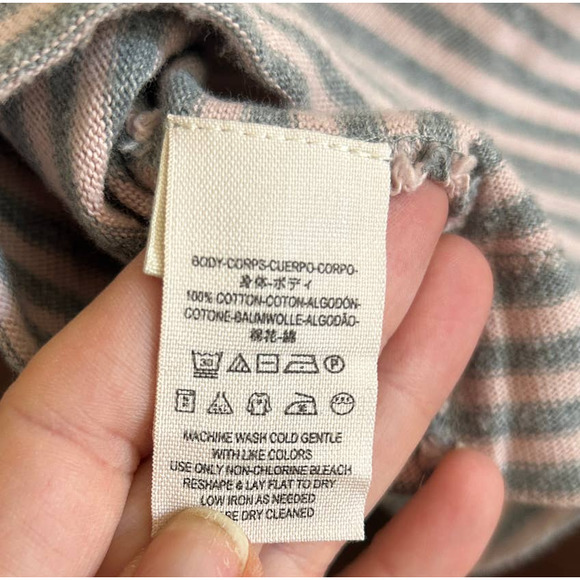 BODY-CORPS-CUERPO-CORPO-
身体-ボディ
100% COTTON-COTON-ALGODÓN-
COTONE-BAUMWOLLE-ALGODÃO-
棉花-綿
30 P
MACHINE WASH COLD GENTLE
WITH LIKE COLORS
USE ONLY NON-CHLORINE BLEACH
RESHAPE & LAY FLAT TO DRY
LOW IRON AS NEEDED
BE DRY CLEANED